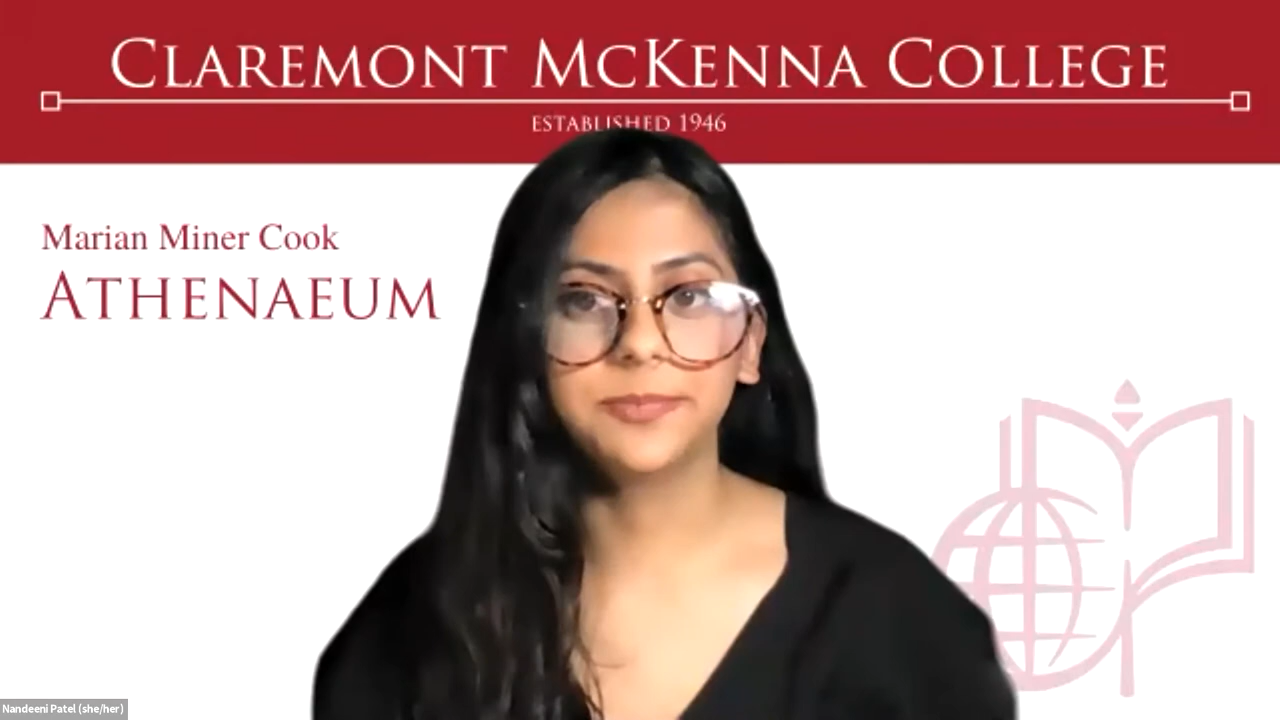 CLAREMONT MCKENNA COLLEGE
ESTABLISHED 1946
Marian Miner Cook
ATHENAEUM
Nandeeni Patel (she/her)